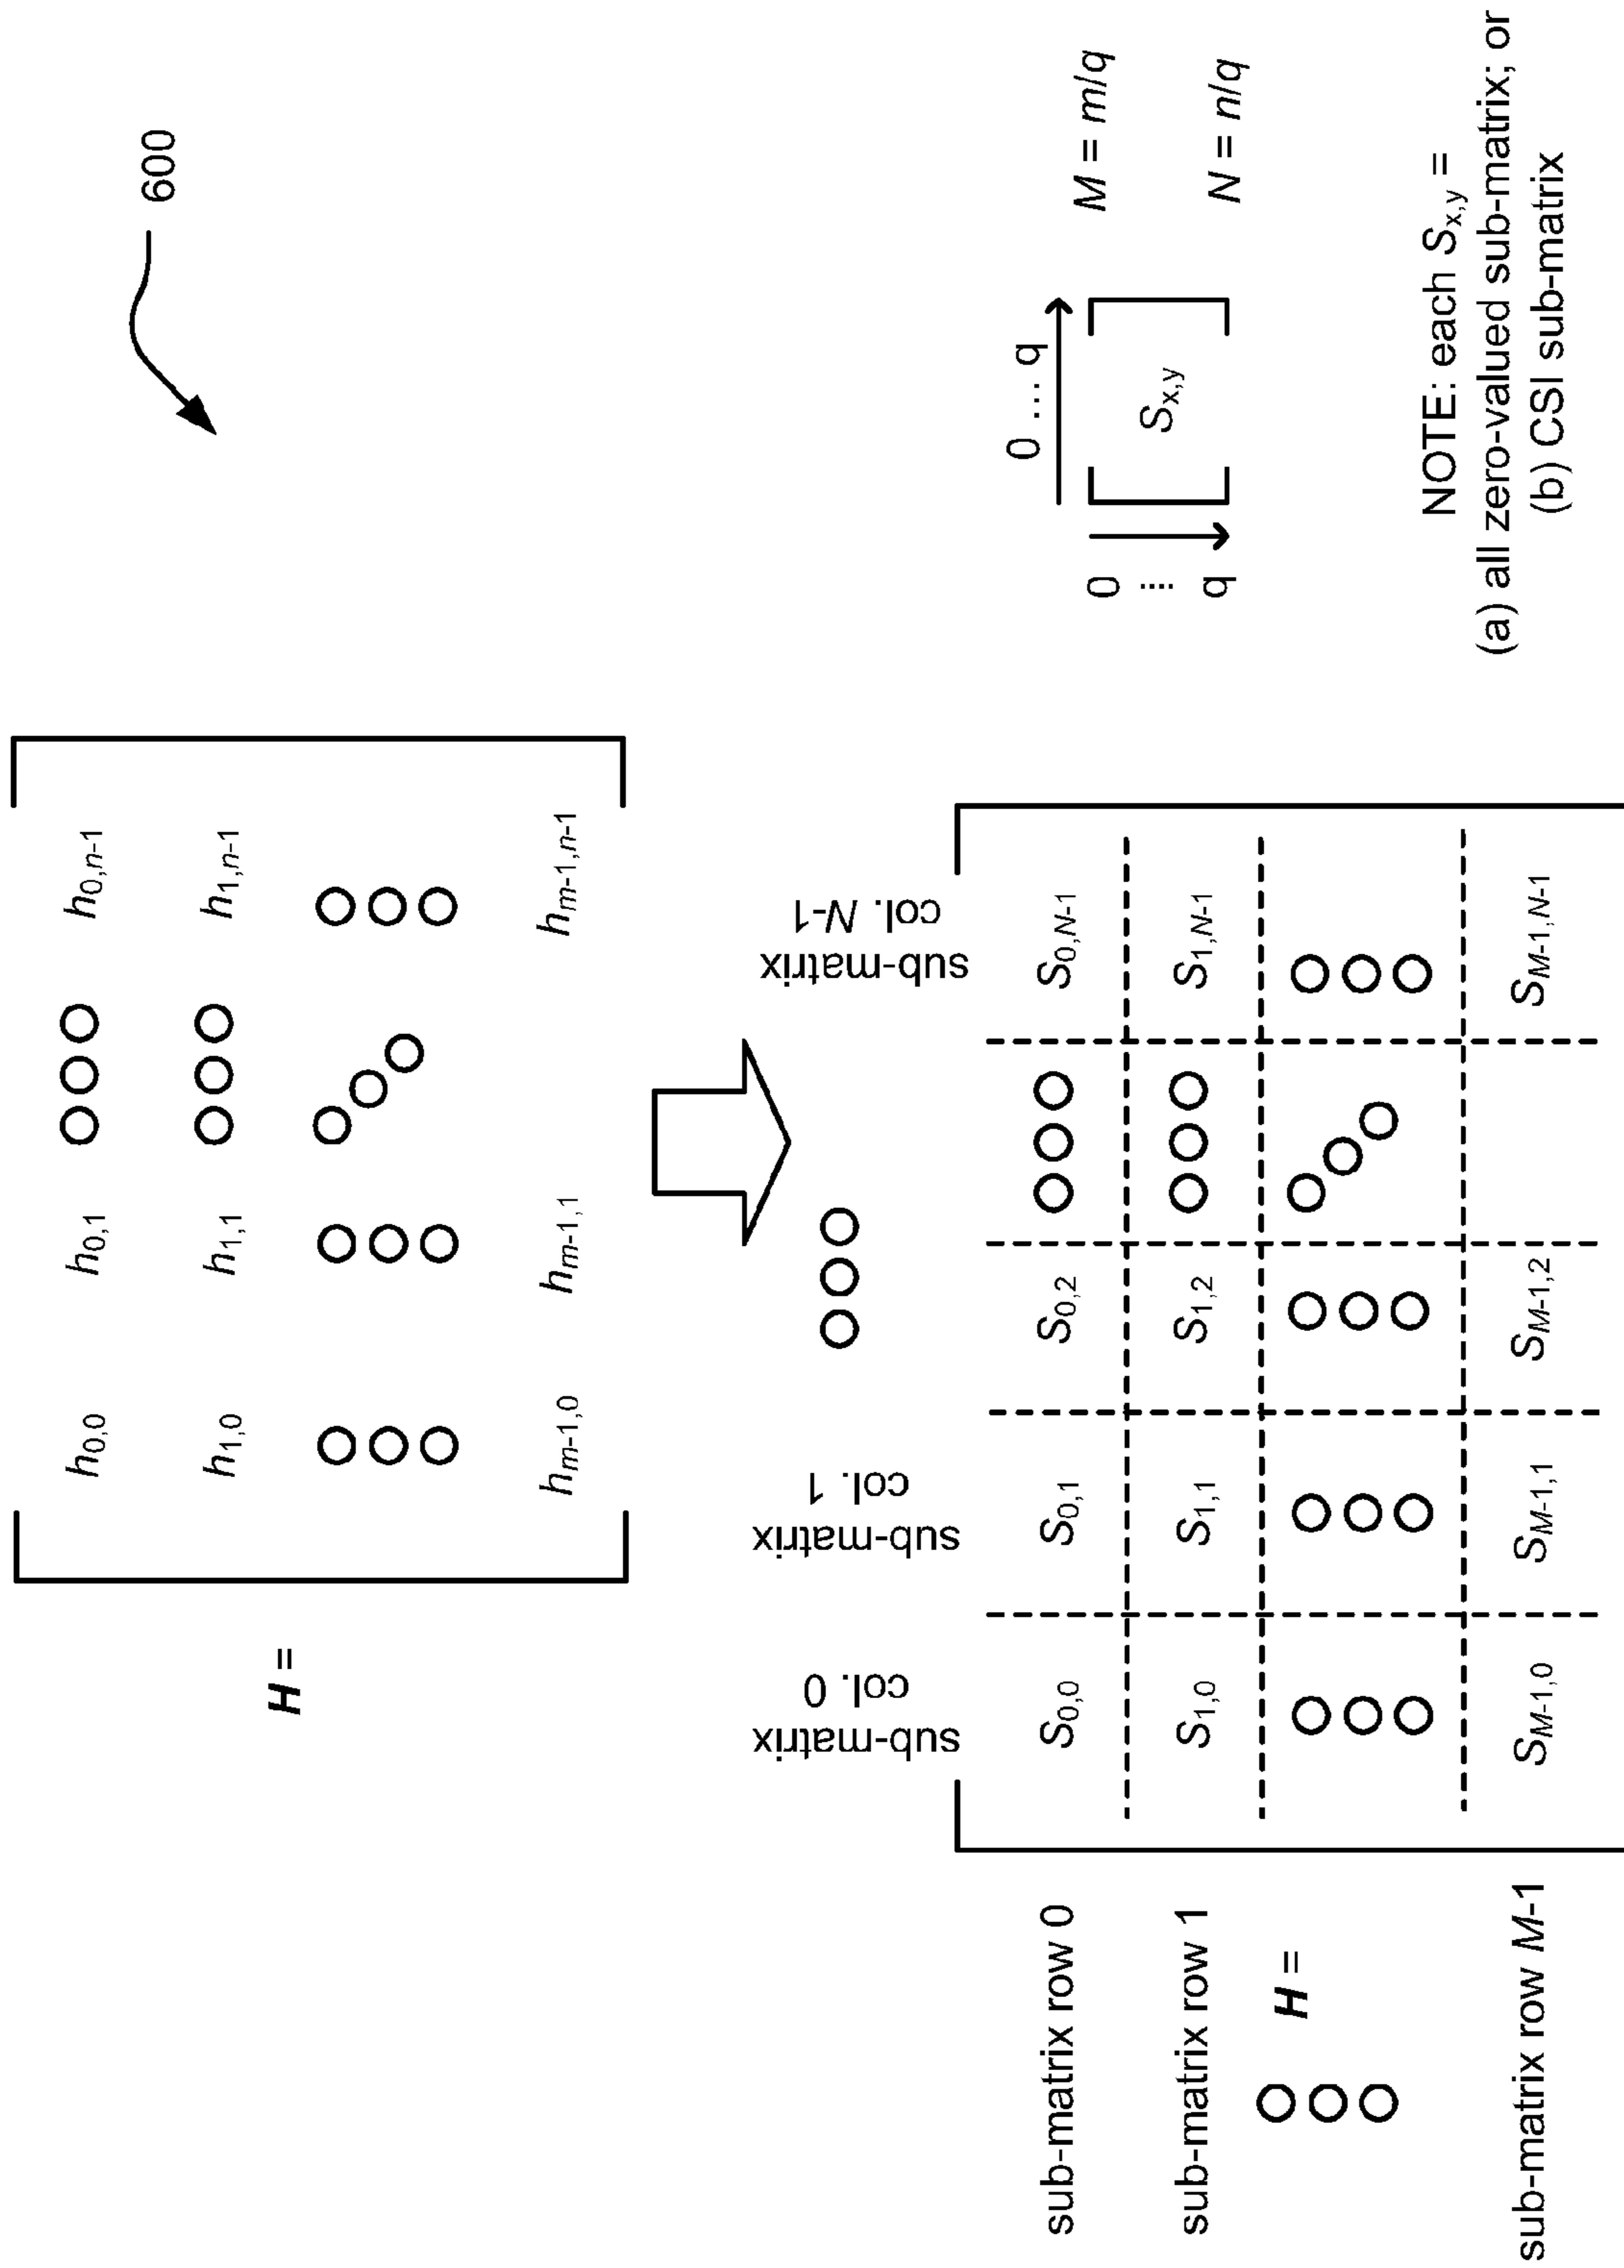 600
h0,0 h0,1 ○○○ h0,n-1
h1,0 h1,1 ○○○ h1,n-1
H =
hm-1,0 hm-1,1 hm-1,n-1
sub-matrix col. 0
sub-matrix col. 1
○○○
sub-matrix col. N-1
sub-matrix row 0
S0,0 S0,1 S0,2 ○○○ S0,N-1
sub-matrix row 1
S1,0 S1,1 S1,2 ○○○ S1,N-1
○○○
H =
sub-matrix row M-1
SM-1,0 SM-1,1 SM-1,2 SM-1,N-1
0 ... q
0
...
q
Sx,y
M = m/q
N = n/q
NOTE: each Sx,y =
(a) all zero-valued sub-matrix; or
(b) CSI sub-matrix